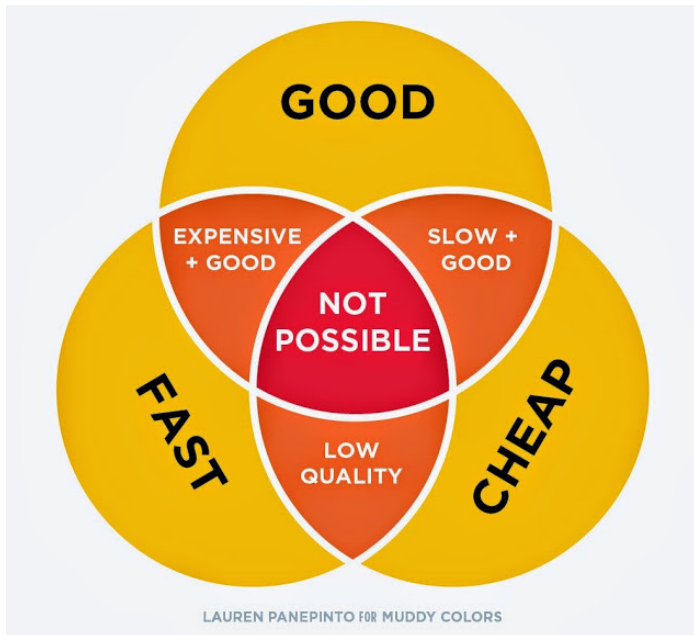 GOOD
EXPENSIVE
+ GOOD
SLOW +
GOOD
NOT
POSSIBLE
FAST
CHEAP
LOW
QUALITY
LAUREN PANEPINTO FOR MUDDY COLORS